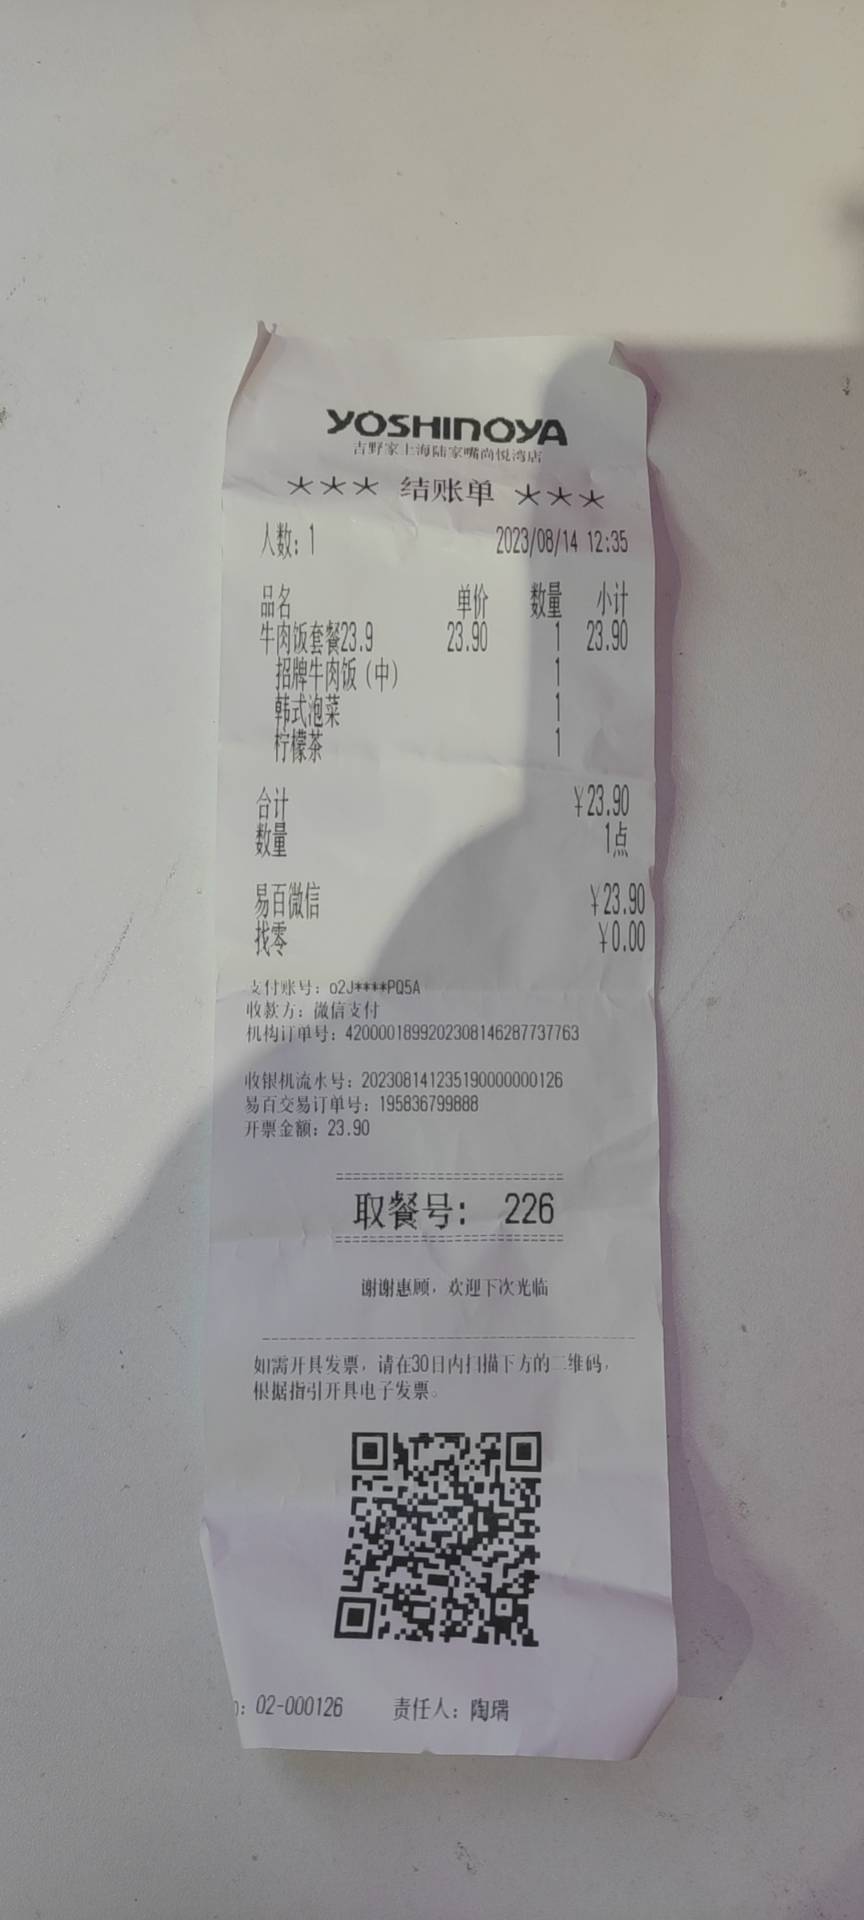 YOSHINOYA
吉野家上海陆家嘴尚悦湾店
*** 结账单 ***
人数: 1 2023/08/14 12:35
品名 单价 数量 小计
牛肉饭套餐23.9 23.90 1 23.90
招牌牛肉饭(中) 1
韩式泡菜 1
柠檬茶 1
合计 ¥23.90
数量 1点
易百微信 ¥23.90
找零 ¥0.00
支付账号: o2J****PQ5A
收款方: 微信支付
机构订单号: 4200001899202308146287737763
收银机流水号: 202308141235190000000126
易百交易订单号: 195836799888
开票金额: 23.90
取餐号: 226
谢谢惠顾, 欢迎下次光临
如需开具发票, 请在30日内扫描下方的二维码,
根据指引开具电子发票。
: 02-000126 责任人: 陶瑞